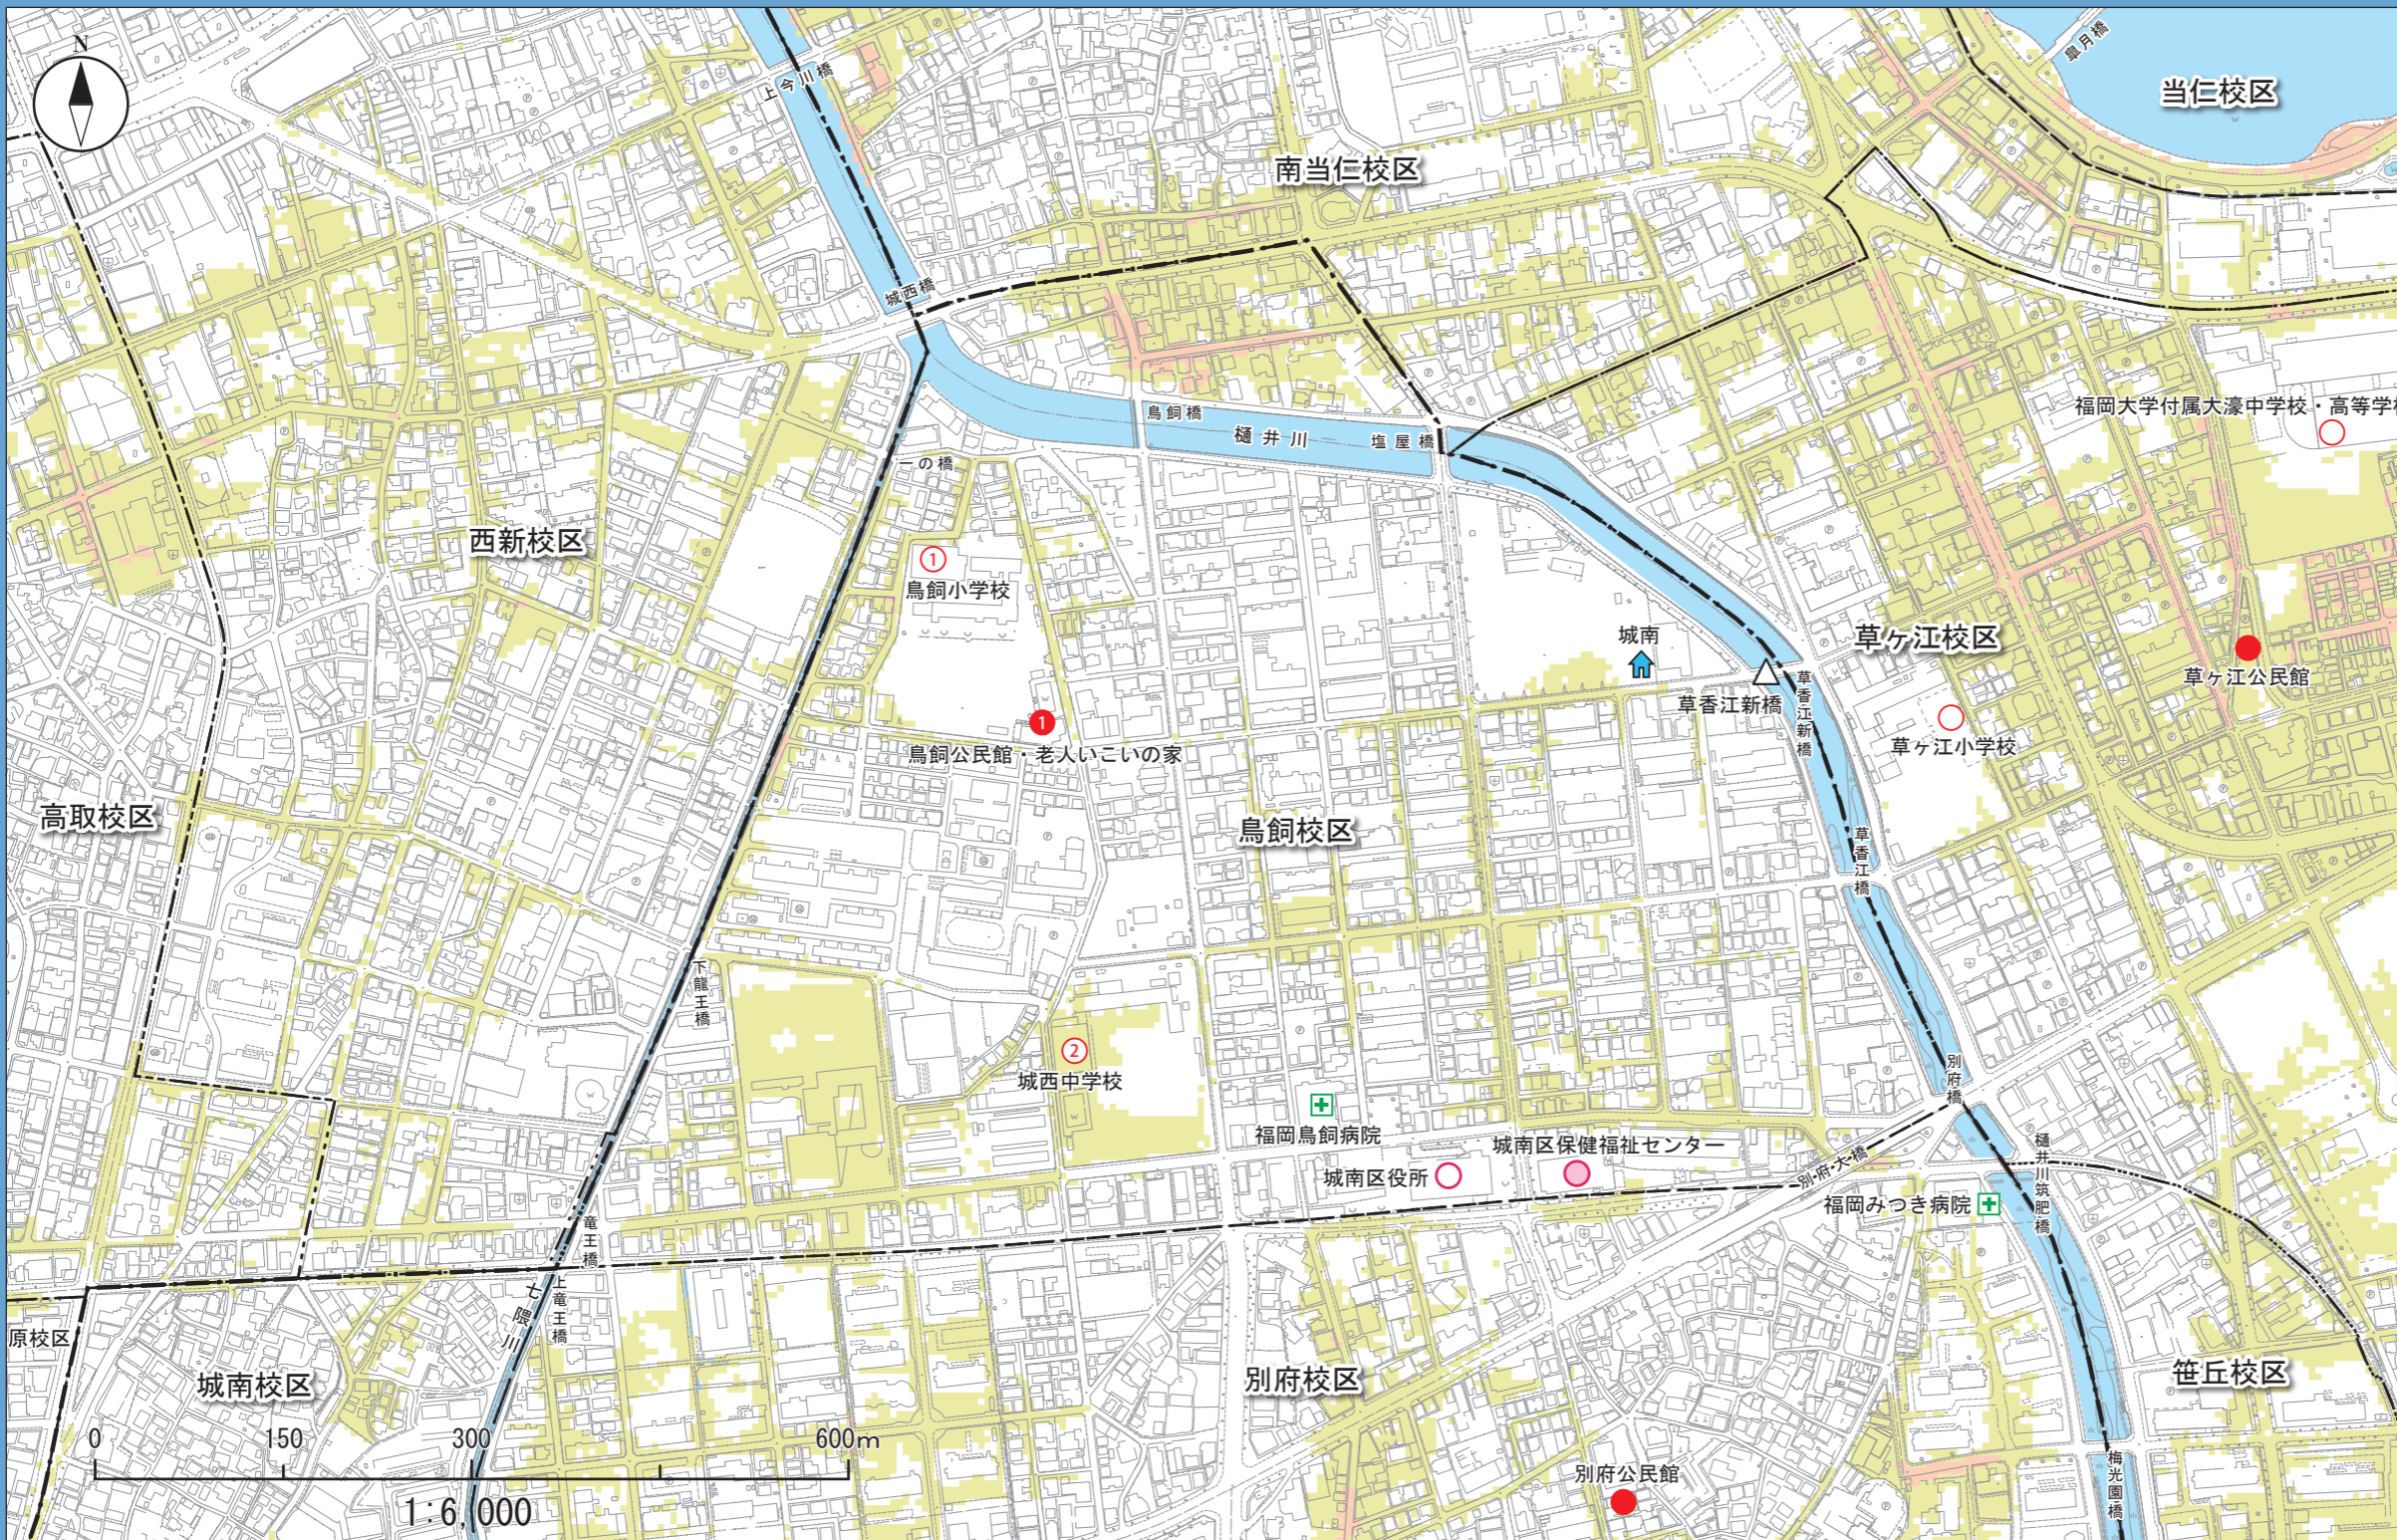 N
上今川橋
皐月橋
当仁校区
南当仁校区
城西橋
鳥飼橋
樋井川
塩屋橋
福岡大学付属大濠中学校・高等学校
一の橋
西新校区
①
鳥飼小学校
城南
草ヶ江校区
草香江新橋
草香江新橋
草ヶ江公民館
草ヶ江小学校
1
鳥飼公民館・老人いこいの家
高取校区
鳥飼校区
草香江橋
下龍王橋
②
城西中学校
別府橋
福岡鳥飼病院
城南区保健福祉センター
城南区役所
別府大橋
樋井川筑肥橋
福岡みつき病院
竜王橋
上竜王橋
七隈川
原校区
城南校区
別府校区
笹丘校区
0 150 300 600m
1:6,000
別府公民館
梅光園橋